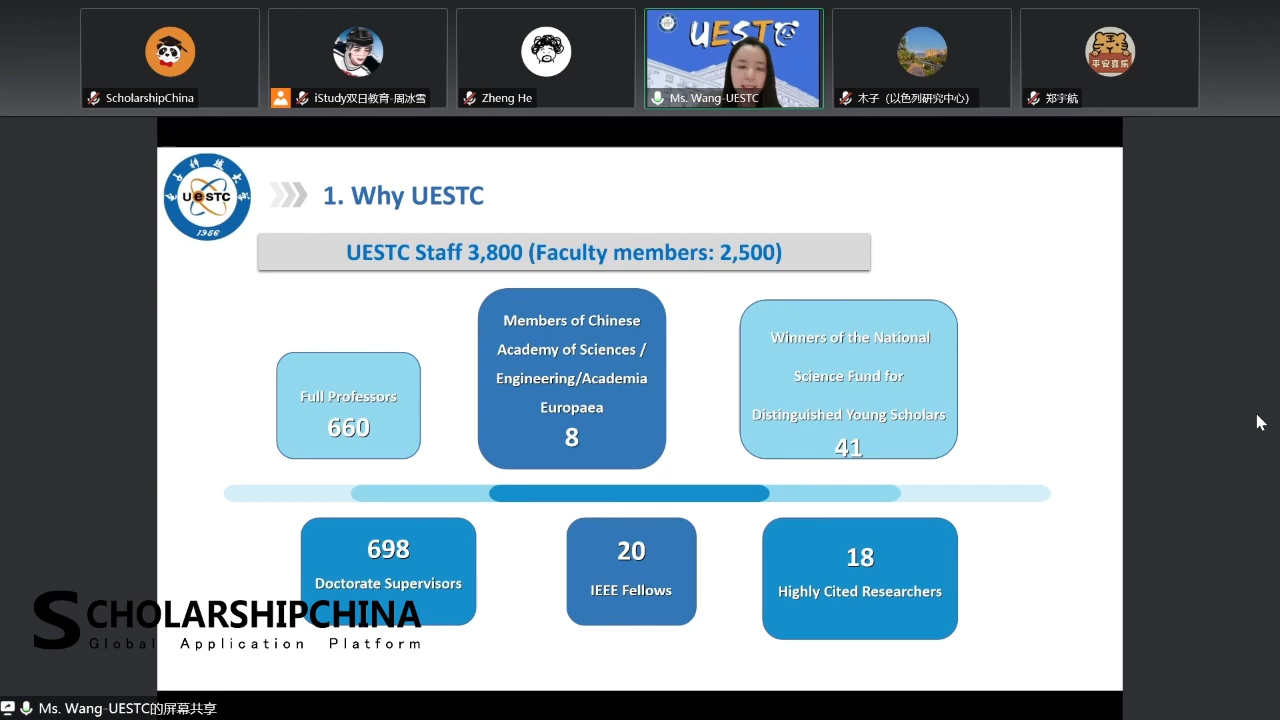 UESTC
平安喜乐
ScholarshipChina
iStudy双日教育-周冰雪
Zheng He
Ms. Wang-UESTC
木子（以色列研究中心）
郑宇航
UeSTC
1956
1. Why UESTC
UESTC Staff 3,800 (Faculty members: 2,500)
Full Professors
660
Members of Chinese
Academy of Sciences /
Engineering/Academia
Europaea
8
Winners of the National
Science Fund for
Distinguished Young Scholars
41
698
Doctorate Supervisors
20
IEEE Fellows
18
Highly Cited Researchers
SCHOLARSHIPCHINA
Global Application Platform
Ms. Wang-UESTC的屏幕共享